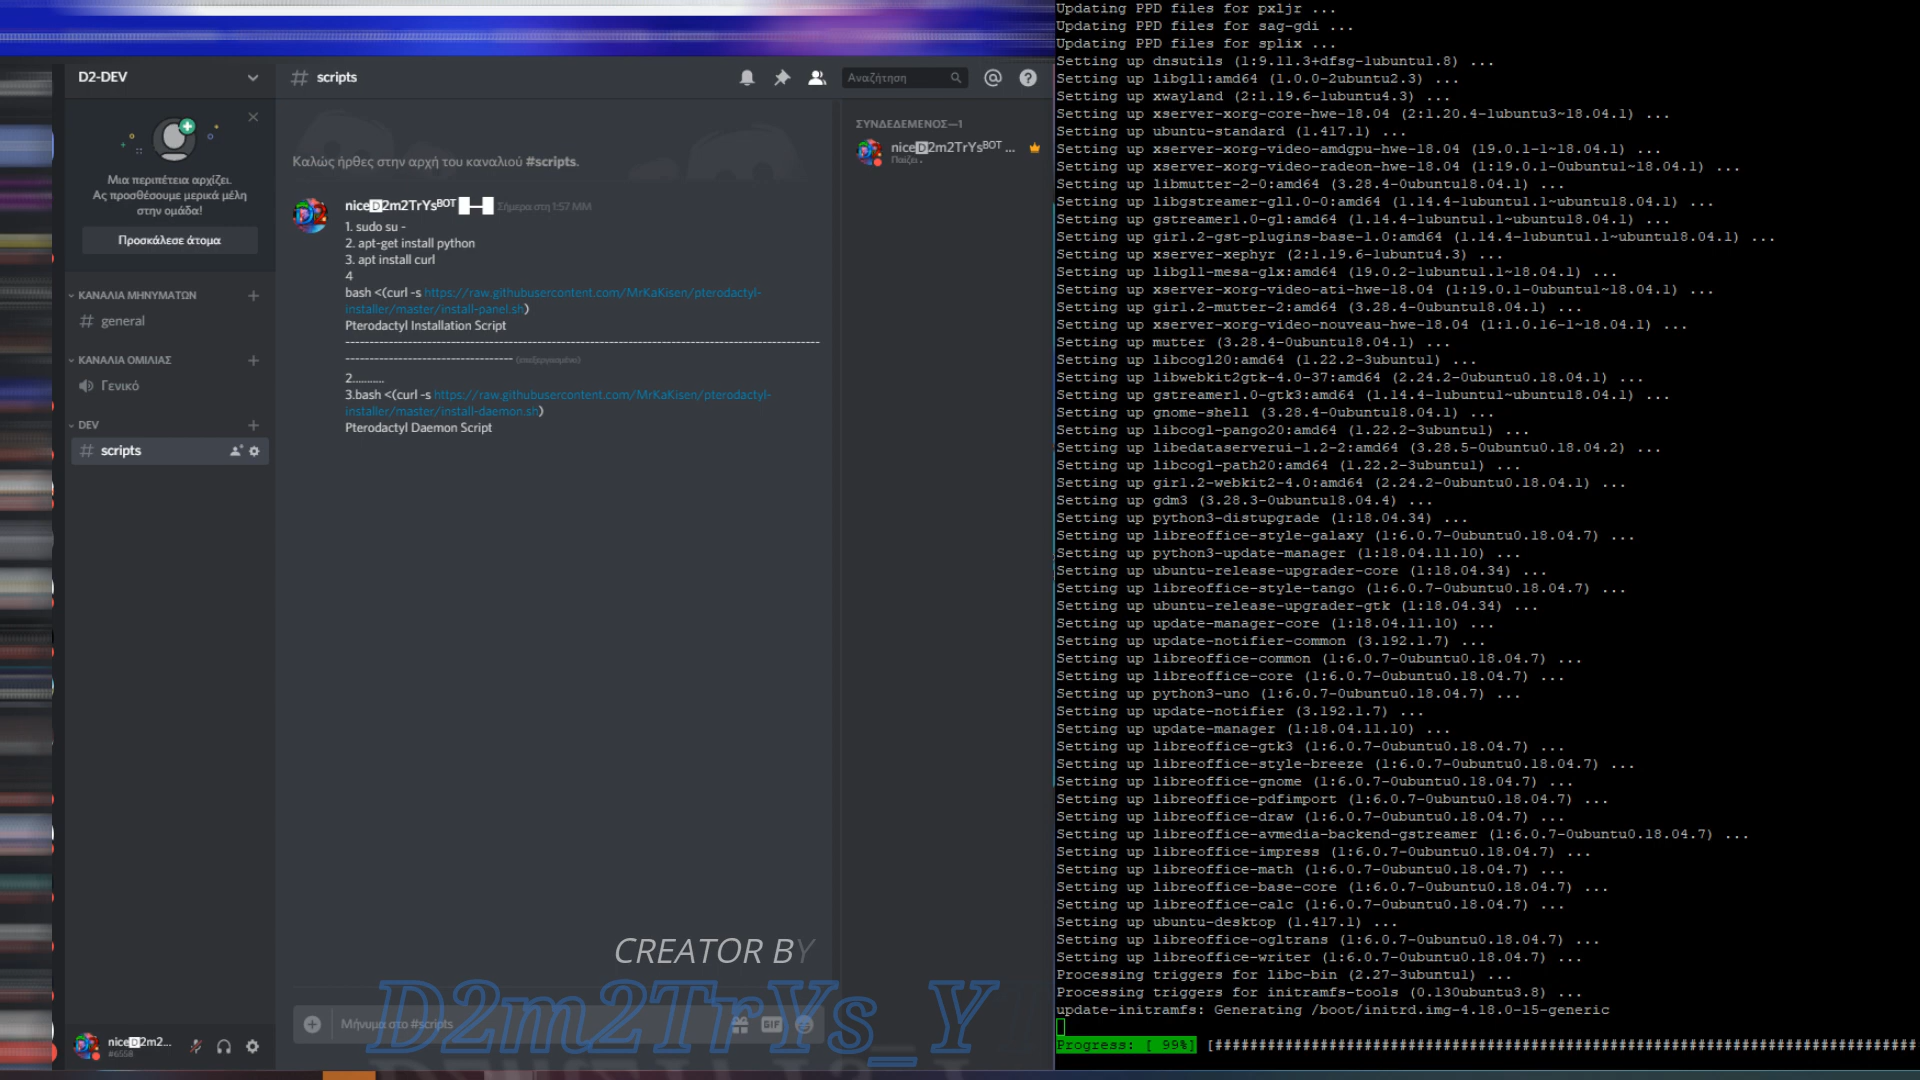 D2-DEV
Μια περιπέτεια αρχίζει.
Ας προσθέσουμε μερικά μέλη
στην ομάδα!
Προσκάλεσε άτομα
ΚΑΝΑΛΙΑ ΜΗΝΥΜΑΤΩΝ
general
ΚΑΝΑΛΙΑ ΟΜΙΛΙΑΣ
Γενικό
DEV
scripts
nice🄳2m2...
#6558
# scripts
Αναζήτηση
Καλώς ήρθες στην αρχή του καναλιού #scripts.
nice🄳2m2TrYsᴮᴼᵀ Σήμερα στη 1:57 ΜΜ
1. sudo su -
2. apt-get install python
3. apt install curl
4
bash <(curl -s https://raw.githubusercontent.com/MrKaKisen/pterodactyl-
installer/master/install-panel.sh)
Pterodactyl Installation Script
(επεξεργασμένο)
2...........
3.bash <(curl -s https://raw.githubusercontent.com/MrKaKisen/pterodactyl-
installer/master/install-daemon.sh)
Pterodactyl Daemon Script
Μήνυμα στο #scripts
GIF
CREATOR BY
D2m2TrYs_Y
ΣΥΝΔΕΔΕΜΕΝΟΣ—1
nice🄳2m2TrYsᴮᴼᵀ ...
Παίζει .
Updating PPD files for pxljr ...
Updating PPD files for sag-gdi ...
Updating PPD files for splix ...
Setting up dnsutils (1:9.11.3+dfsg-1ubuntu1.8) ...
Setting up libgl1:amd64 (1.0.0-2ubuntu2.3) ...
Setting up xwayland (2:1.19.6-1ubuntu4.3) ...
Setting up xserver-xorg-core-hwe-18.04 (2:1.20.4-1ubuntu3~18.04.1) ...
Setting up ubuntu-standard (1.417.1) ...
Setting up xserver-xorg-video-amdgpu-hwe-18.04 (19.0.1-1~18.04.1) ...
Setting up xserver-xorg-video-radeon-hwe-18.04 (1:19.0.1-0ubuntu1~18.04.1) ...
Setting up libmutter-2-0:amd64 (3.28.4-0ubuntu18.04.1) ...
Setting up libgstreamer-gl1.0-0:amd64 (1.14.4-1ubuntu1.1~ubuntu18.04.1) ...
Setting up gstreamer1.0-gl:amd64 (1.14.4-1ubuntu1.1~ubuntu18.04.1) ...
Setting up gir1.2-gst-plugins-base-1.0:amd64 (1.14.4-1ubuntu1.1~ubuntu18.04.1) ...
Setting up xserver-xephyr (2:1.19.6-1ubuntu4.3) ...
Setting up libgl1-mesa-glx:amd64 (19.0.2-1ubuntu1.1~18.04.1) ...
Setting up xserver-xorg-video-ati-hwe-18.04 (1:19.0.1-0ubuntu1~18.04.1) ...
Setting up gir1.2-mutter-2:amd64 (3.28.4-0ubuntu18.04.1) ...
Setting up xserver-xorg-video-nouveau-hwe-18.04 (1:1.0.16-1~18.04.1) ...
Setting up mutter (3.28.4-0ubuntu18.04.1) ...
Setting up libcogl20:amd64 (1.22.2-3ubuntu1) ...
Setting up libwebkit2gtk-4.0-37:amd64 (2.24.2-0ubuntu0.18.04.1) ...
Setting up gstreamer1.0-gtk3:amd64 (1.14.4-1ubuntu1~ubuntu18.04.1) ...
Setting up gnome-shell (3.28.4-0ubuntu18.04.1) ...
Setting up libcogl-pango20:amd64 (1.22.2-3ubuntu1) ...
Setting up libedataserverui-1.2-2:amd64 (3.28.5-0ubuntu0.18.04.2) ...
Setting up libcogl-path20:amd64 (1.22.2-3ubuntu1) ...
Setting up gir1.2-webkit2-4.0:amd64 (2.24.2-0ubuntu0.18.04.1) ...
Setting up gdm3 (3.28.3-0ubuntu18.04.4) ...
Setting up python3-distupgrade (1:18.04.34) ...
Setting up libreoffice-style-galaxy (1:6.0.7-0ubuntu0.18.04.7) ...
Setting up python3-update-manager (1:18.04.11.10) ...
Setting up ubuntu-release-upgrader-core (1:18.04.34) ...
Setting up libreoffice-style-tango (1:6.0.7-0ubuntu0.18.04.7) ...
Setting up ubuntu-release-upgrader-gtk (1:18.04.34) ...
Setting up update-manager-core (1:18.04.11.10) ...
Setting up update-notifier-common (3.192.1.7) ...
Setting up libreoffice-common (1:6.0.7-0ubuntu0.18.04.7) ...
Setting up libreoffice-core (1:6.0.7-0ubuntu0.18.04.7) ...
Setting up python3-uno (1:6.0.7-0ubuntu0.18.04.7) ...
Setting up update-notifier (3.192.1.7) ...
Setting up update-manager (1:18.04.11.10) ...
Setting up libreoffice-gtk3 (1:6.0.7-0ubuntu0.18.04.7) ...
Setting up libreoffice-style-breeze (1:6.0.7-0ubuntu0.18.04.7) ...
Setting up libreoffice-gnome (1:6.0.7-0ubuntu0.18.04.7) ...
Setting up libreoffice-pdfimport (1:6.0.7-0ubuntu0.18.04.7) ...
Setting up libreoffice-draw (1:6.0.7-0ubuntu0.18.04.7) ...
Setting up libreoffice-avmedia-backend-gstreamer (1:6.0.7-0ubuntu0.18.04.7) ...
Setting up libreoffice-impress (1:6.0.7-0ubuntu0.18.04.7) ...
Setting up libreoffice-math (1:6.0.7-0ubuntu0.18.04.7) ...
Setting up libreoffice-base-core (1:6.0.7-0ubuntu0.18.04.7) ...
Setting up libreoffice-calc (1:6.0.7-0ubuntu0.18.04.7) ...
Setting up ubuntu-desktop (1.417.1) ...
Setting up libreoffice-ogltrans (1:6.0.7-0ubuntu0.18.04.7) ...
Setting up libreoffice-writer (1:6.0.7-0ubuntu0.18.04.7) ...
Processing triggers for libc-bin (2.27-3ubuntu1) ...
Processing triggers for initramfs-tools (0.130ubuntu3.8) ...
update-initramfs: Generating /boot/initrd.img-4.18.0-15-generic
Progress: [ 99%]